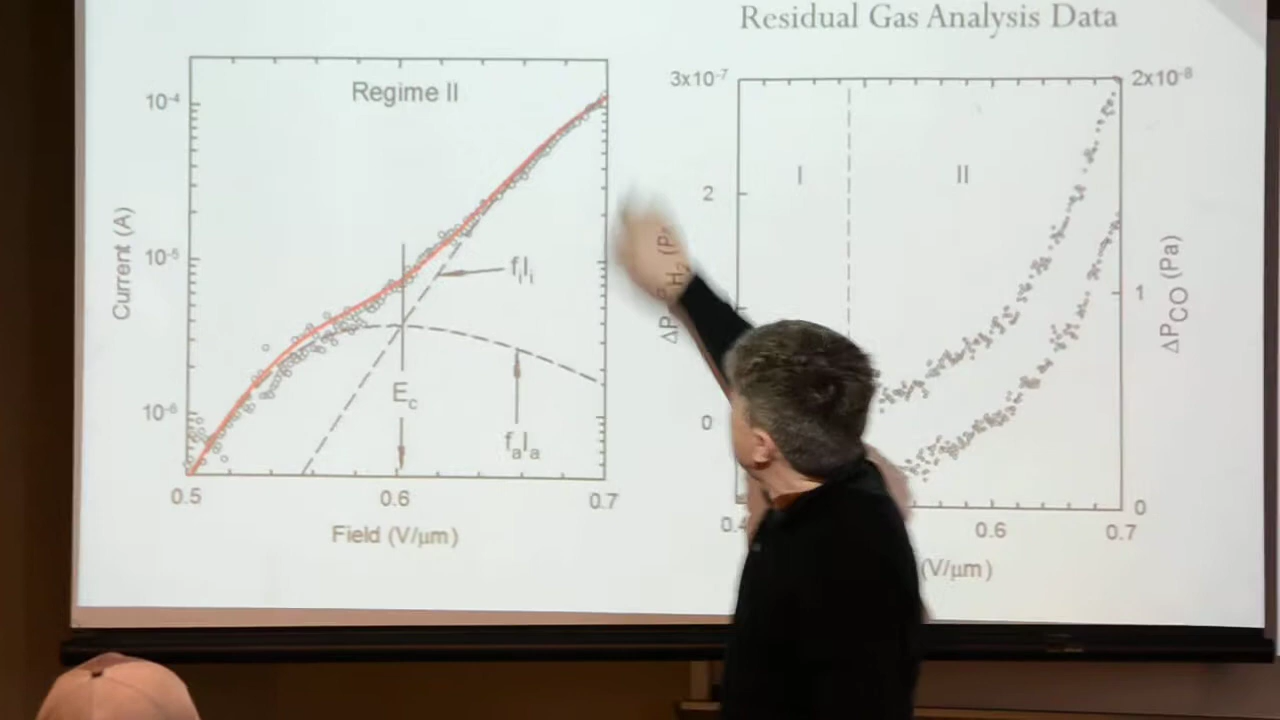 Residual Gas Analysis Data
Regime II
10⁻⁴
10⁻⁵
10⁻⁶
Current (A)
fᵢIᵢ
E꜀
fₐIₐ
0.5
0.6
0.7
Field (V/μm)
3x10⁻⁷
2
0
I
II
2x10⁻⁸
1
0
ΔP_CO (Pa)
0.6
0.7
(V/μm)